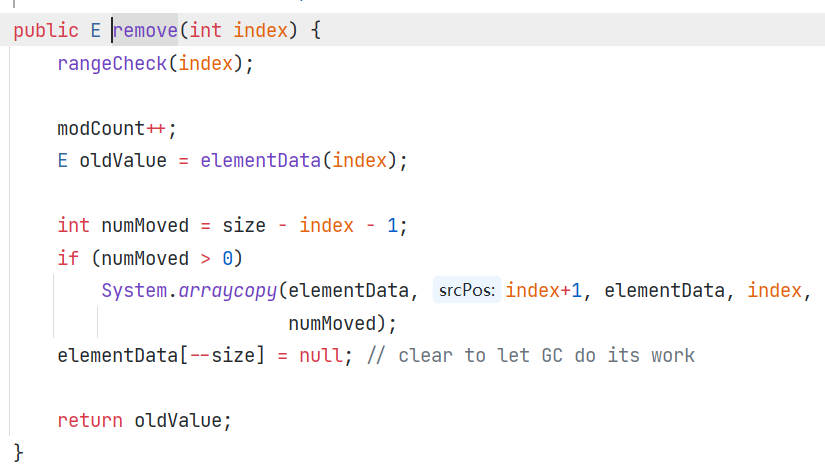 public E remove(int index) {
    rangeCheck(index);

    modCount++;
    E oldValue = elementData(index);

    int numMoved = size - index - 1;
    if (numMoved > 0)
        System.arraycopy(elementData, srcPos: index+1, elementData, index,
                         numMoved);
    elementData[--size] = null; // clear to let GC do its work

    return oldValue;
}